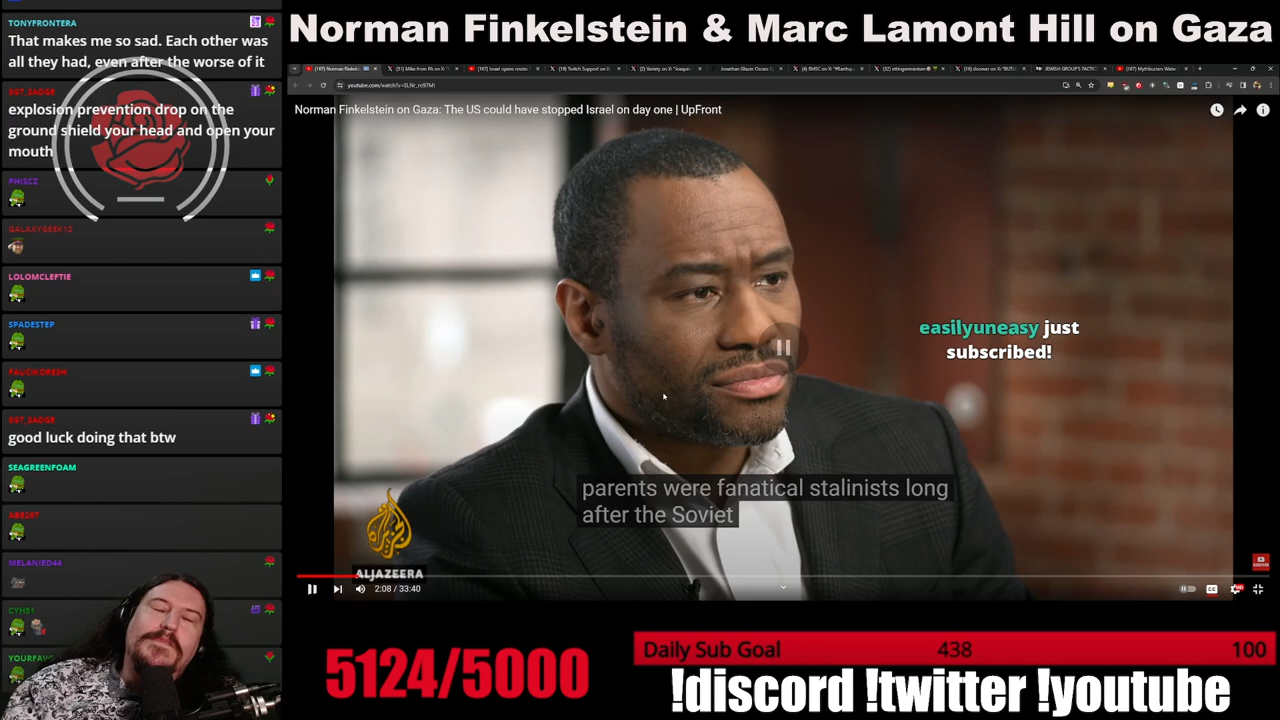 Norman Finkelstein & Marc Lamont Hill on Gaza
TONYFRONTERA
That makes me so sad. Each other was
all they had, even after the worse of it
SGT_SADGE
explosion prevention drop on the
ground shield your head and open your
mouth
PHISCZ
GALAXYGEEK12
LOLOMCLEFTIE
SPADESTEP
FAUCIKORESH
SGT_SADGE
good luck doing that btw
SEAGREENFOAM
MELANIED44
CYH51
YOURFAV
Norman Finkelstein on Gaza: The US could have stopped Israel on day one | UpFront
easilyuneasy just
subscribed!
parents were fanatical stalinists long
after the Soviet
ALJAZEERA
2:08 / 33:40
5124/5000
Daily Sub Goal 438 100
!discord !twitter !youtube